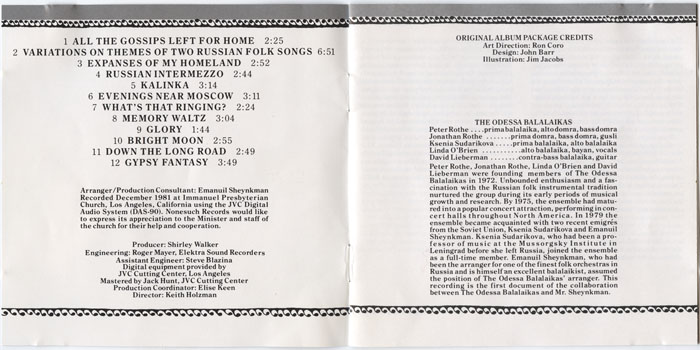 1 ALL THE GOSSIPS LEFT FOR HOME 2:25
2 VARIATIONS ON THEMES OF TWO RUSSIAN FOLK SONGS 6:51
3 EXPANSES OF MY HOMELAND 2:52
4 RUSSIAN INTERMEZZO 2:44
5 KALINKA 3:14
6 EVENINGS NEAR MOSCOW 3:11
7 WHAT'S THAT RINGING? 2:24
8 MEMORY WALTZ 3:04
9 GLORY 1:44
10 BRIGHT MOON 2:55
11 DOWN THE LONG ROAD 2:49
12 GYPSY FANTASY 3:49
Arranger/Production Consultant: Emanuil Sheynkman
Recorded December 1981 at Immanuel Presbyterian
Church, Los Angeles, California using the JVC Digital
Audio System (DAS-90). Nonesuch Records would like
to express its appreciation to the Minister and staff of
the church for their help and cooperation.
Producer: Shirley Walker
Engineering: Roger Mayer, Elektra Sound Recorders
Assistant Engineer: Steve Blazina
Digital equipment provided by
JVC Cutting Center, Los Angeles
Mastered by Jack Hunt, JVC Cutting Center
Production Coordinator: Elise Keen
Director: Keith Holzman
ORIGINAL ALBUM PACKAGE CREDITS
Art Direction: Ron Coro
Design: John Barr
Illustration: Jim Jacobs
THE ODESSA BALALAIKAS
Peter Rothe ....prima balalaika, alto domra, bass domra
Jonathan Rothe .......prima domra, bass domra, gusli
Ksenia Sudarikova .....prima balalaika, alto balalaika
Linda O'Brien ...........alto balalaika, bayan, vocals
David Lieberman ........contra-bass balalaika, guitar
Peter Rothe, Jonathan Rothe, Linda O'Brien and David
Lieberman were founding members of The Odessa
Balalaikas in 1972. Unbounded enthusiasm and a fas-
cination with the Russian folk instrumental tradition
nurtured the group during its early periods of musical
growth and research. By 1975, the ensemble had matu-
red into a popular concert attraction, performing in con-
cert halls throughout North America. In 1979 the
ensemble became acquainted with two recent emigrés
from the Soviet Union, Ksenia Sudarikova and Emanuil
Sheynkman. Ksenia Sudarikova, who had been a pro-
fessor of music at the Mussorgsky Institute in
Leningrad before she left Russia, joined the ensemble
as a full-time member. Emanuil Sheynkman, who had
been the arranger for one of the finest folk orchestras in
Russia and is himself an excellent balalaikist, assumed
the position of The Odessa Balalaikas' arranger. This
recording is the first document of the collaboration
between The Odessa Balalaikas and Mr. Sheynkman.